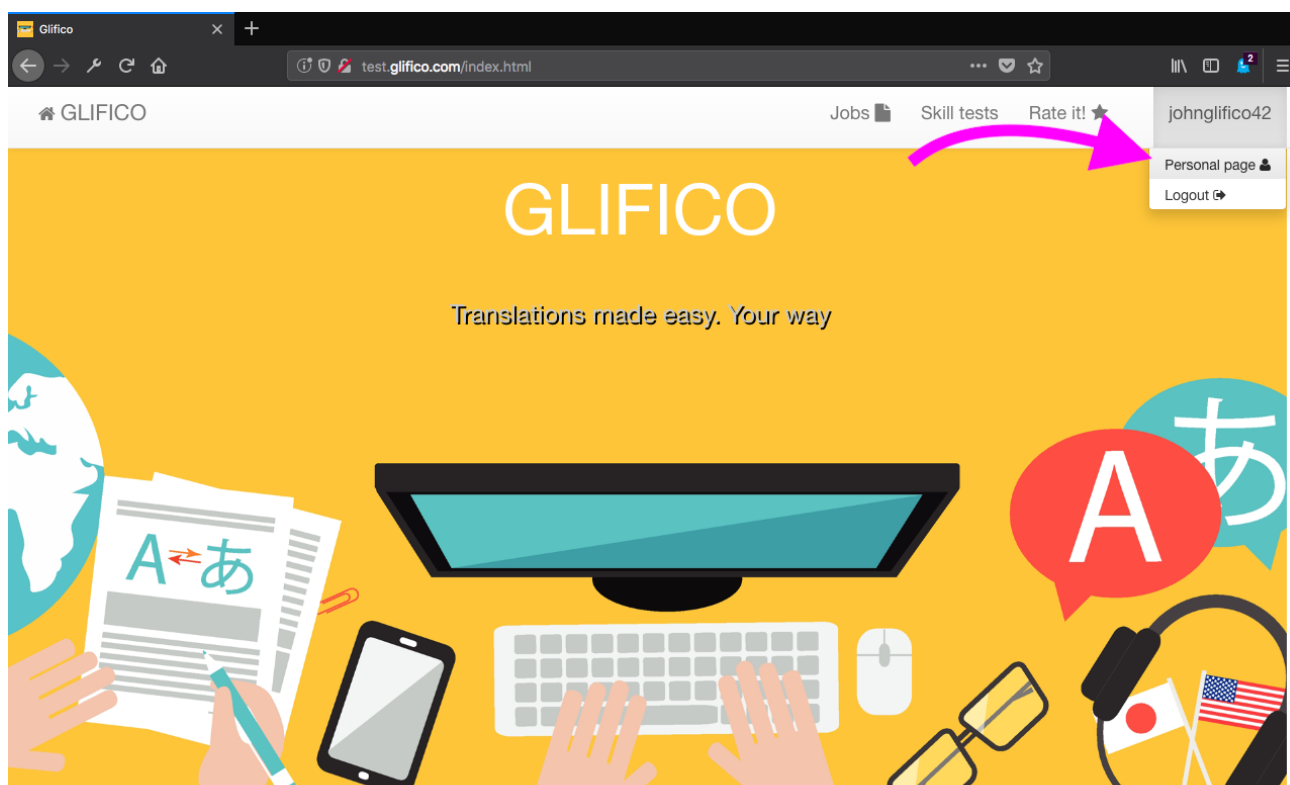 Glifico
test.glifico.com/index.html
2
GLIFICO
Jobs
Skill tests
Rate it!
johnglifico42
Personal page
Logout
GLIFICO
Translations made easy. Your way
A
あ
A
あ